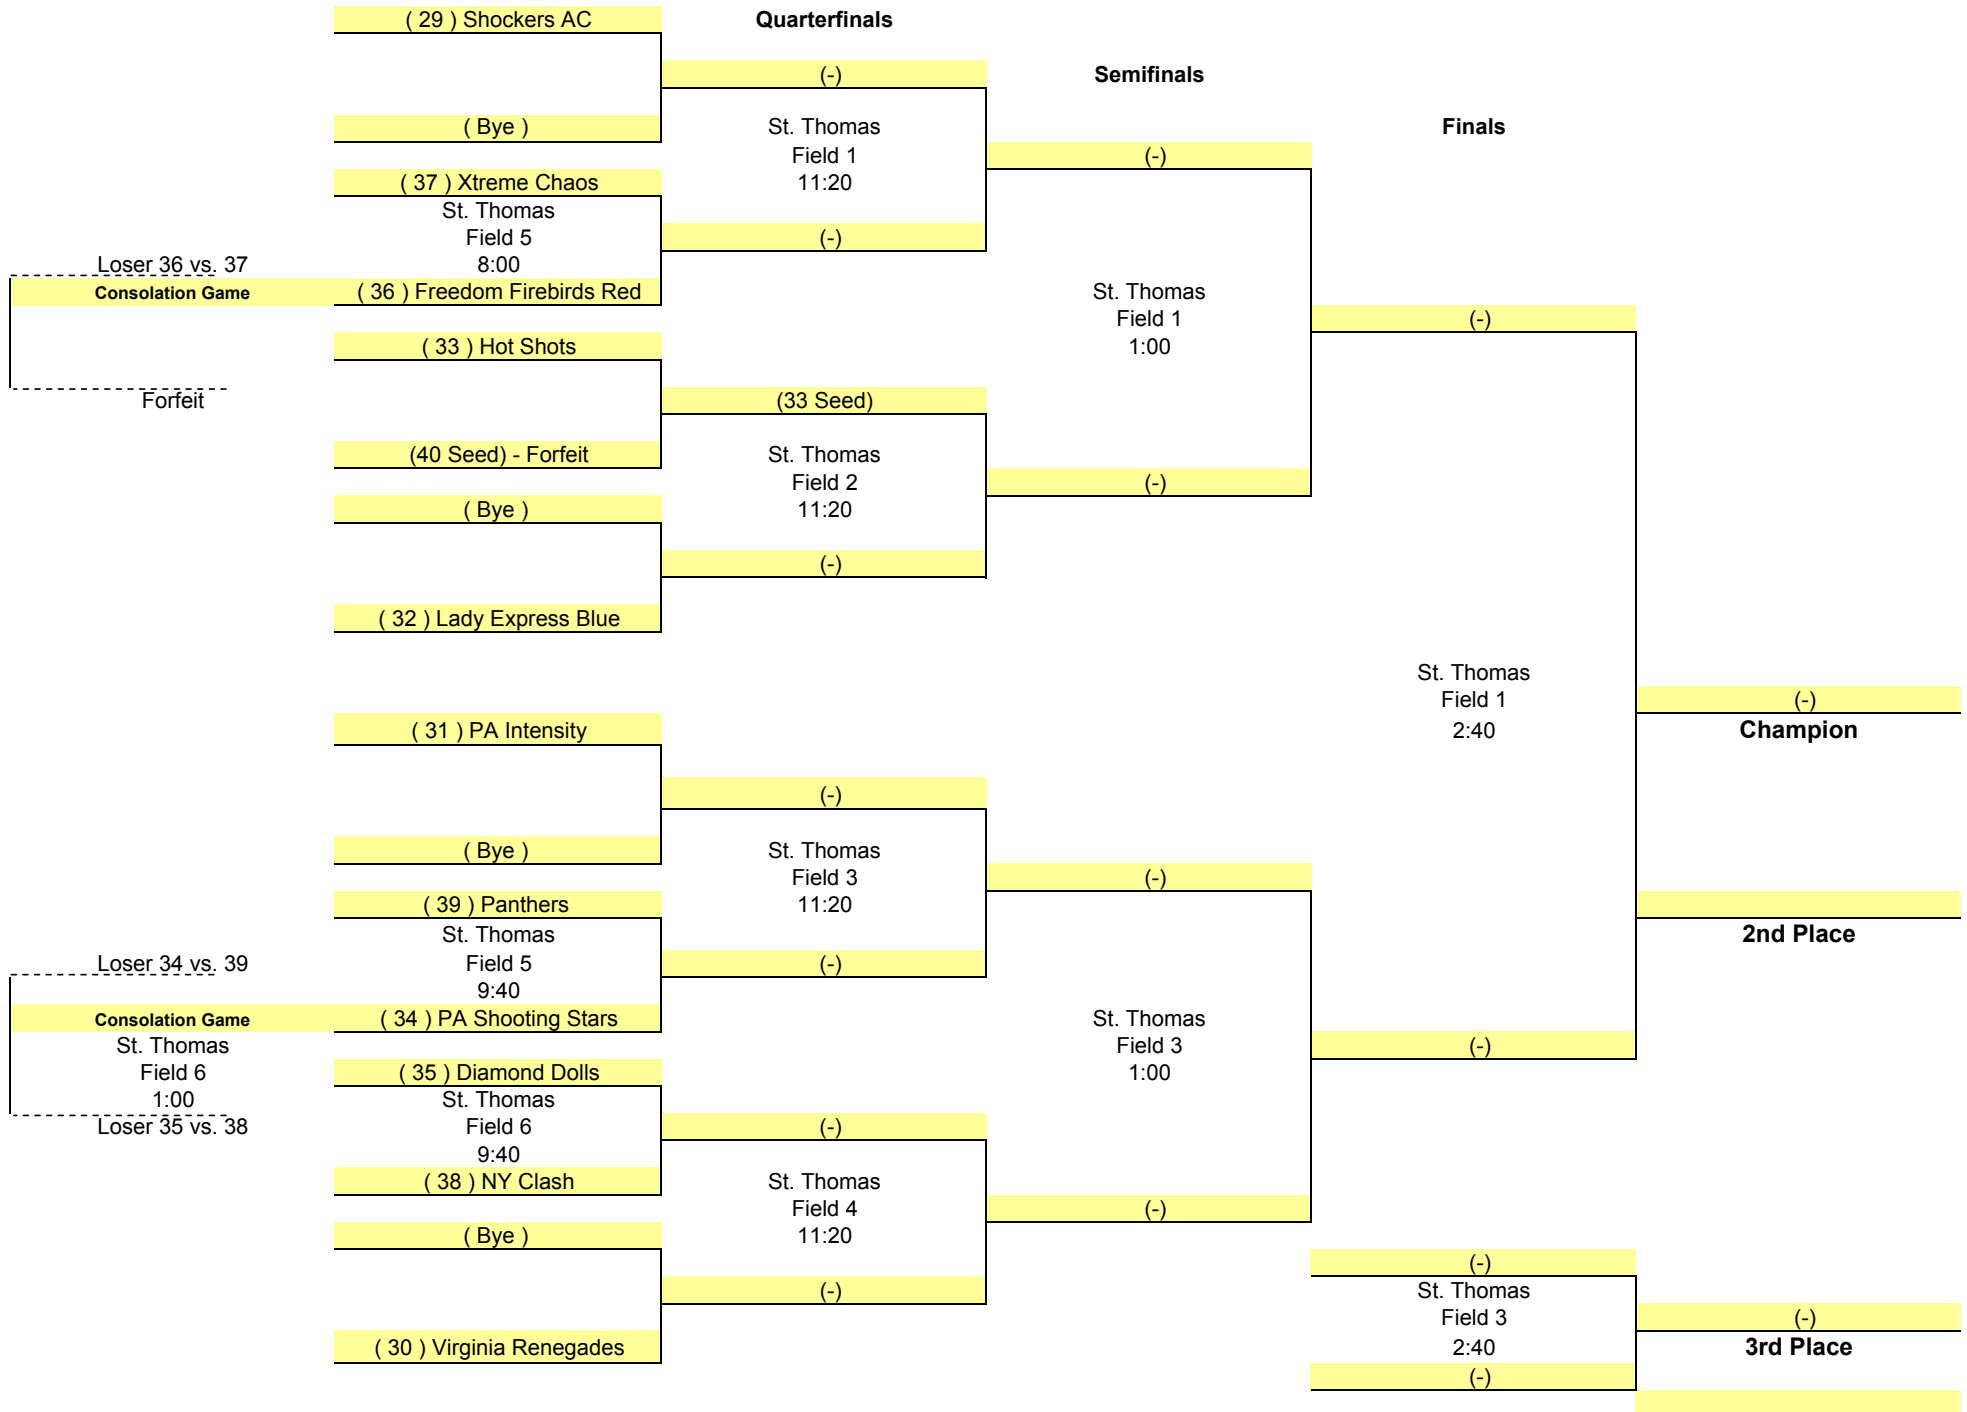 ( 29 ) Shockers AC
Quarterfinals
(-)
Semifinals
( Bye )
St. Thomas
Field 1
11:20
Finals
(-)
( 37 ) Xtreme Chaos
St. Thomas
Field 5
8:00
(-)
Loser 36 vs. 37
Consolation Game
( 36 ) Freedom Firebirds Red
St. Thomas
Field 1
1:00
(-)
( 33 ) Hot Shots
Forfeit
(33 Seed)
(40 Seed) - Forfeit
St. Thomas
Field 2
11:20
(-)
( Bye )
(-)
( 32 ) Lady Express Blue
St. Thomas
Field 1
2:40
(-)
Champion
( 31 ) PA Intensity
(-)
( Bye )
St. Thomas
Field 3
11:20
(-)
( 39 ) Panthers
St. Thomas
Field 5
9:40
(-)
2nd Place
Loser 34 vs. 39
Consolation Game
( 34 ) PA Shooting Stars
St. Thomas
Field 6
1:00
Loser 35 vs. 38
St. Thomas
Field 3
1:00
(-)
( 35 ) Diamond Dolls
St. Thomas
Field 6
9:40
(-)
( 38 ) NY Clash
St. Thomas
Field 4
11:20
(-)
( Bye )
(-)
( 30 ) Virginia Renegades
(-)
St. Thomas
Field 3
2:40
(-)
(-)
3rd Place